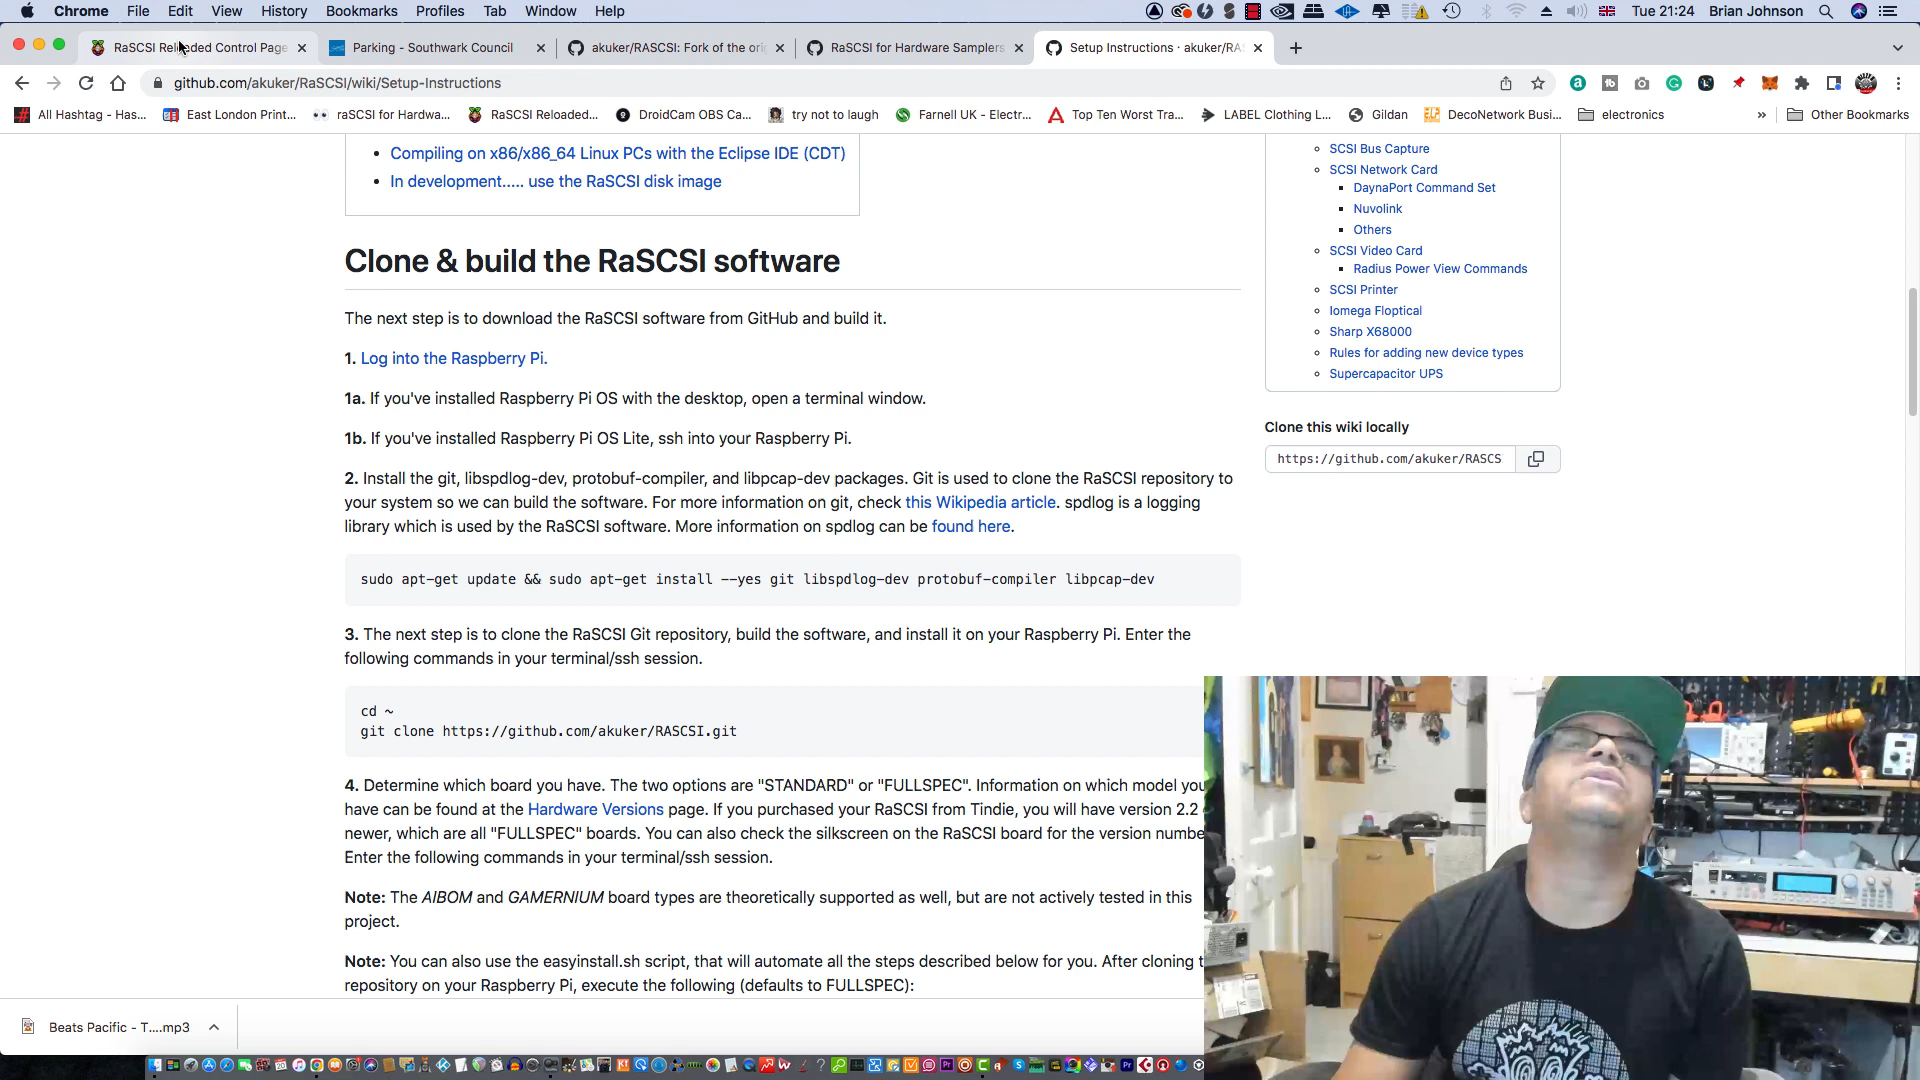 Chrome File Edit View History Bookmarks Profiles Tab Window Help Tue 21:24 Brian Johnson
RaSCSI Reloaded Control Page Parking - Southwark Council akuker/RASCSI: Fork of the ori RaSCSI for Hardware Samplers Setup Instructions · akuker/RAS
github.com/akuker/RaSCSI/wiki/Setup-Instructions
All Hashtag - Has... East London Print... raSCSI for Hardwa... RaSCSI Reloaded... DroidCam OBS Ca... try not to laugh Farnell UK - Electr... Top Ten Worst Tra... LABEL Clothing L... Gildan DecoNetwork Busi... electronics » Other Bookmarks
Compiling on x86/x86_64 Linux PCs with the Eclipse IDE (CDT)
In development..... use the RaSCSI disk image
Clone & build the RaSCSI software
The next step is to download the RaSCSI software from GitHub and build it.
1. Log into the Raspberry Pi.
1a. If you've installed Raspberry Pi OS with the desktop, open a terminal window.
1b. If you've installed Raspberry Pi OS Lite, ssh into your Raspberry Pi.
2. Install the git, libspdlog-dev, protobuf-compiler, and libpcap-dev packages. Git is used to clone the RaSCSI repository to
your system so we can build the software. For more information on git, check this Wikipedia article. spdlog is a logging
library which is used by the RaSCSI software. More information on spdlog can be found here.
sudo apt-get update && sudo apt-get install --yes git libspdlog-dev protobuf-compiler libpcap-dev
3. The next step is to clone the RaSCSI Git repository, build the software, and install it on your Raspberry Pi. Enter the
following commands in your terminal/ssh session.
cd ~
git clone https://github.com/akuker/RASCSI.git
4. Determine which board you have. The two options are "STANDARD" or "FULLSPEC". Information on which model you
have can be found at the Hardware Versions page. If you purchased your RaSCSI from Tindie, you will have version 2.2
newer, which are all "FULLSPEC" boards. You can also check the silkscreen on the RaSCSI board for the version numbe
Enter the following commands in your terminal/ssh session.
Note: The AIBOM and GAMERNIUM board types are theoretically supported as well, but are not actively tested in this
project.
Note: You can also use the easyinstall.sh script, that will automate all the steps described below for you. After cloning t
repository on your Raspberry Pi, execute the following (defaults to FULLSPEC):
SCSI Bus Capture
SCSI Network Card
DaynaPort Command Set
Nuvolink
Others
SCSI Video Card
Radius Power View Commands
SCSI Printer
Iomega Floptical
Sharp X68000
Rules for adding new device types
Supercapacitor UPS
Clone this wiki locally
https://github.com/akuker/RASCS
Beats Pacific - T....mp3